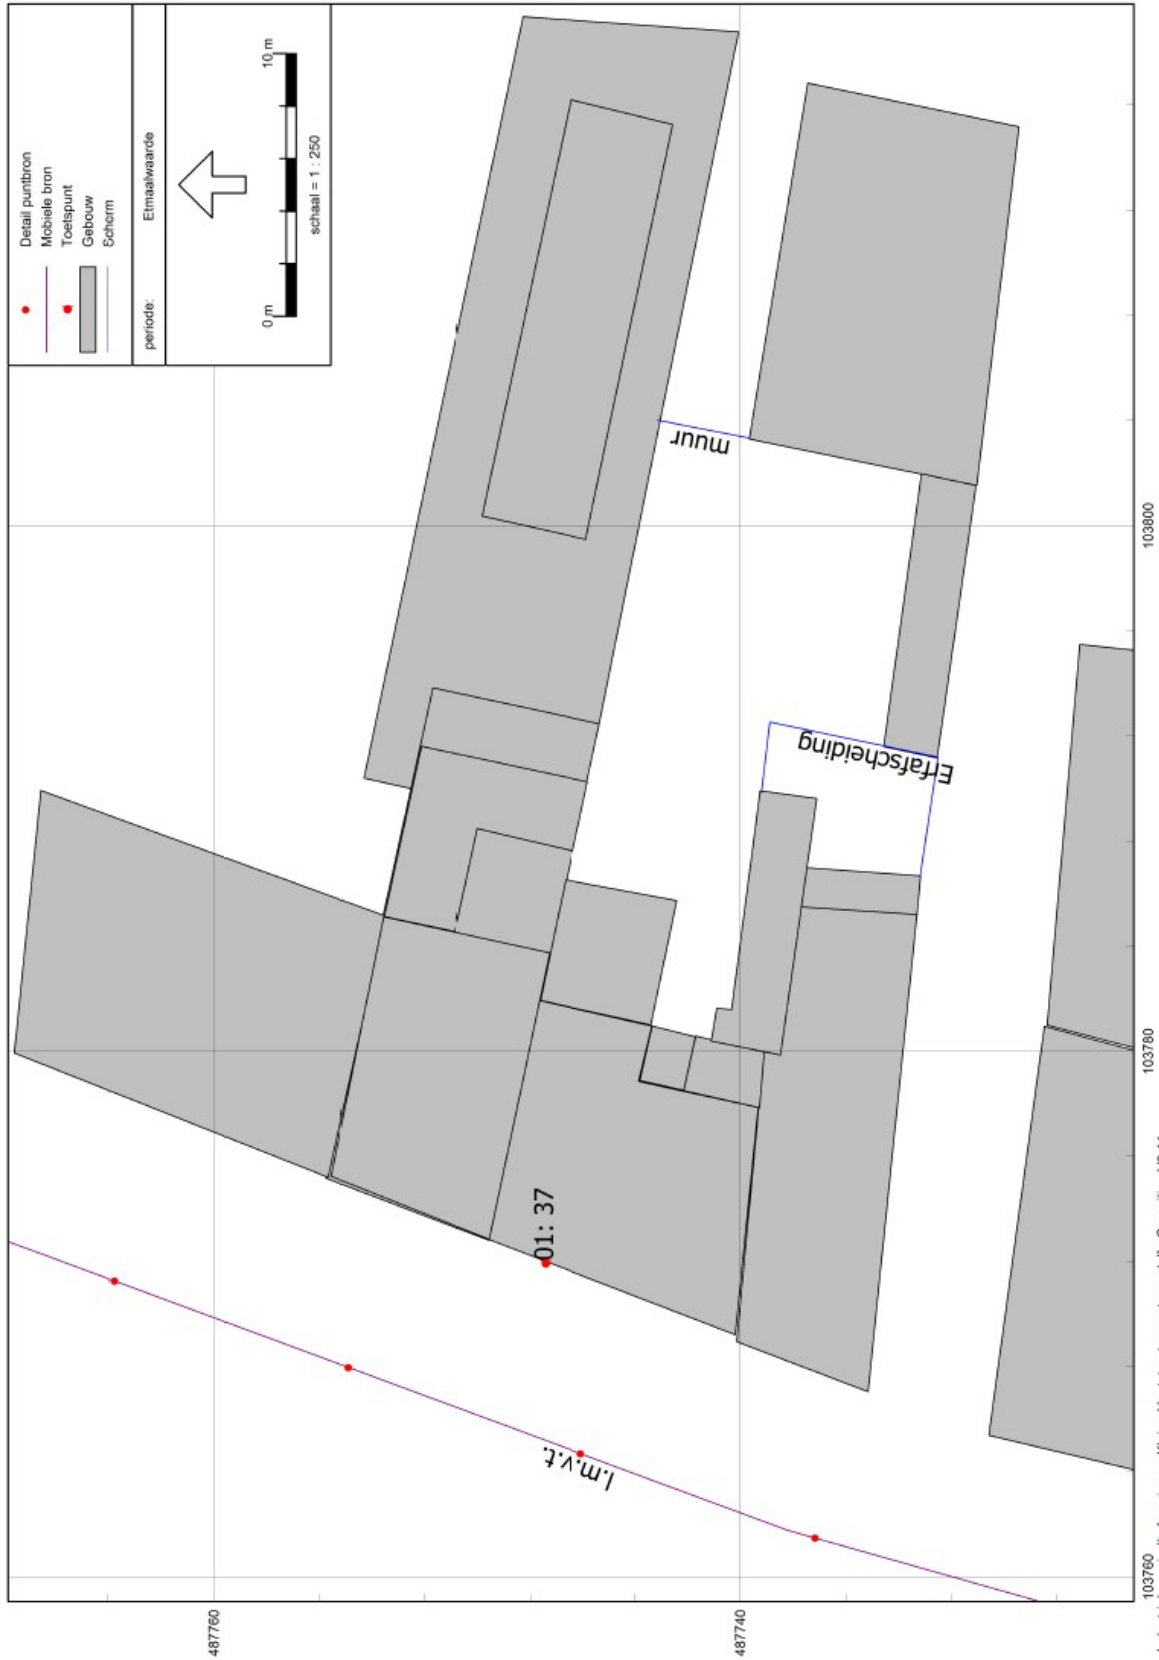 Detail puntbron
Mobiele bron
Toetspunt
Gebouw
Scherm
periode: Etmaalwaarde
0 m 10 m
schaal = 1 : 250
muur
Erfafscheiding
01: 37
l.m.v.t.
487760
487740
103760
103780
103800